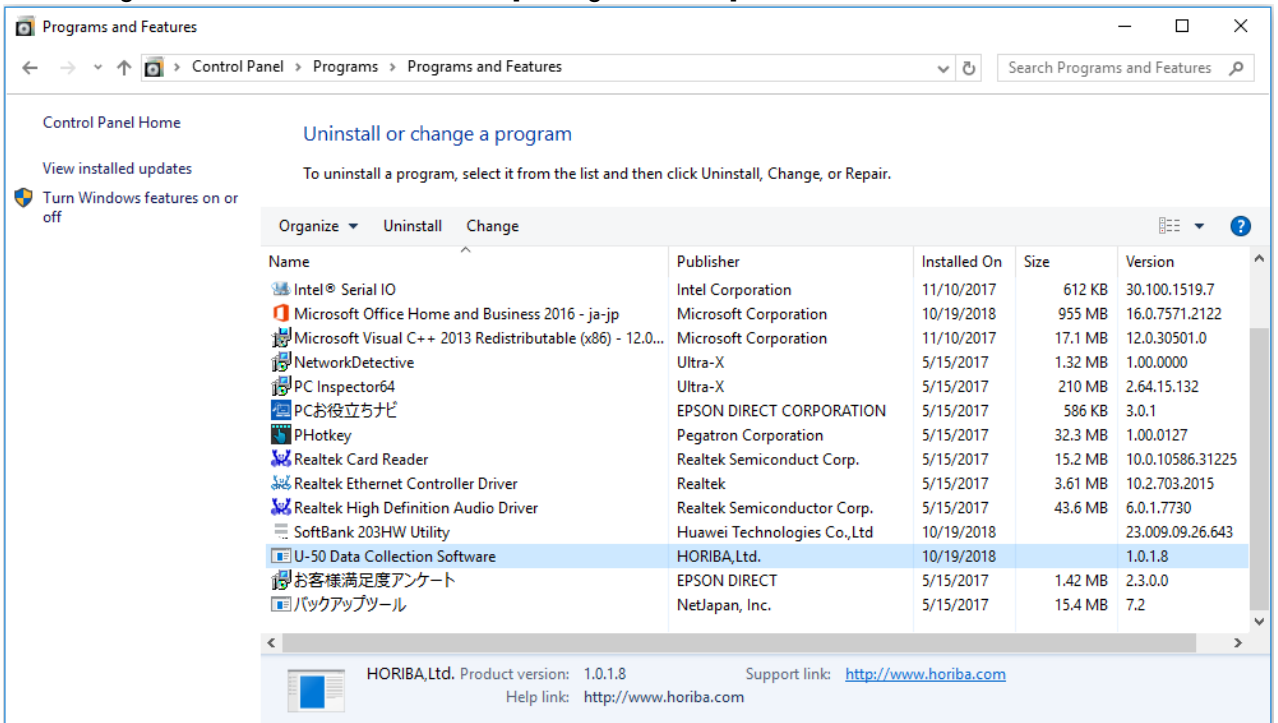 Programs and Features
Control Panel > Programs > Programs and Features
Search Programs and Features
Control Panel Home
View installed updates
Turn Windows features on or
off
Uninstall or change a program
To uninstall a program, select it from the list and then click Uninstall, Change, or Repair.
Organize Uninstall Change
Name Publisher Installed On Size Version
Intel® Serial IO Intel Corporation 11/10/2017 612 KB 30.100.1519.7
Microsoft Office Home and Business 2016 - ja-jp Microsoft Corporation 10/19/2018 955 MB 16.0.7571.2122
Microsoft Visual C++ 2013 Redistributable (x86) - 12.0... Microsoft Corporation 11/10/2017 17.1 MB 12.0.30501.0
NetworkDetective Ultra-X 5/15/2017 1.32 MB 1.00.0000
PC Inspector64 Ultra-X 5/15/2017 210 MB 2.64.15.132
PCお役立ちナビ EPSON DIRECT CORPORATION 5/15/2017 586 KB 3.0.1
PHotkey Pegatron Corporation 5/15/2017 32.3 MB 1.00.0127
Realtek Card Reader Realtek Semiconduct Corp. 5/15/2017 15.2 MB 10.0.10586.31225
Realtek Ethernet Controller Driver Realtek 5/15/2017 3.61 MB 10.2.703.2015
Realtek High Definition Audio Driver Realtek Semiconductor Corp. 5/15/2017 43.6 MB 6.0.1.7730
SoftBank 203HW Utility Huawei Technologies Co.,Ltd 10/19/2018 23.009.09.26.643
U-50 Data Collection Software HORIBA,Ltd. 10/19/2018 1.0.1.8
お客様満足度アンケート EPSON DIRECT 5/15/2017 1.42 MB 2.3.0.0
バックアップツール NetJapan, Inc. 5/15/2017 15.4 MB 7.2
HORIBA,Ltd. Product version: 1.0.1.8 Support link: http://www.horiba.com
Help link: http://www.horiba.com